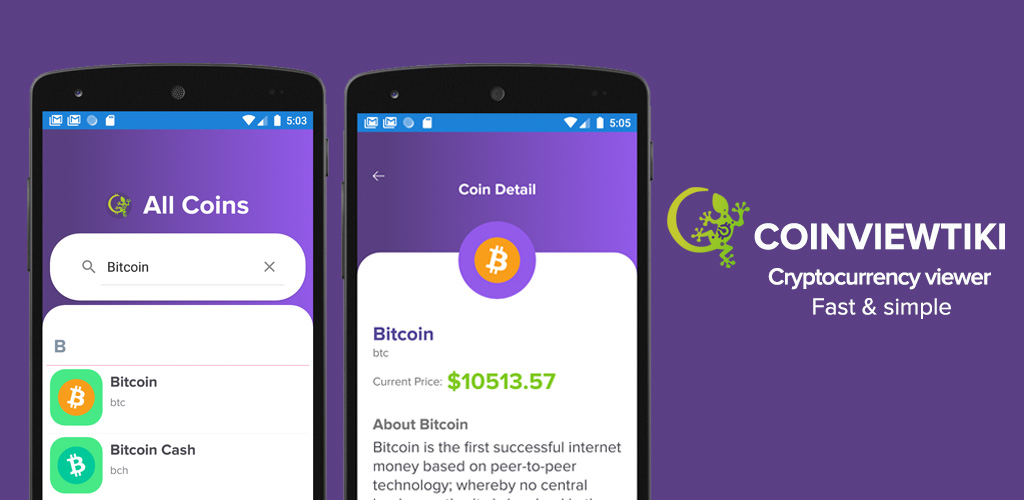 5:03
All Coins
Bitcoin
B
Bitcoin
btc
Bitcoin Cash
bch
5:05
Coin Detail
Bitcoin
btc
Current Price: $10513.57
About Bitcoin
Bitcoin is the first successful internet
money based on peer-to-peer
technology; whereby no central
COINVIEWTIKI
Cryptocurrency viewer
Fast & simple